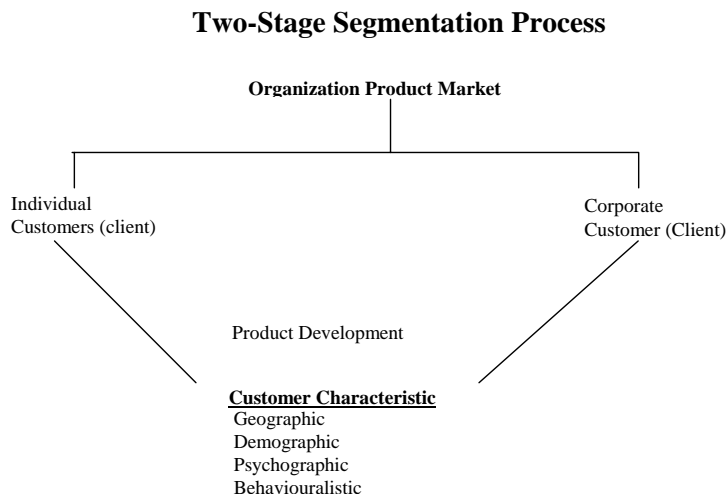 Two-Stage Segmentation Process
Organization Product Market
Individual
Customers (client)
Corporate
Customer (Client)
Product Development
Customer Characteristic
Geographic
Demographic
Psychographic
Behaviouralistic